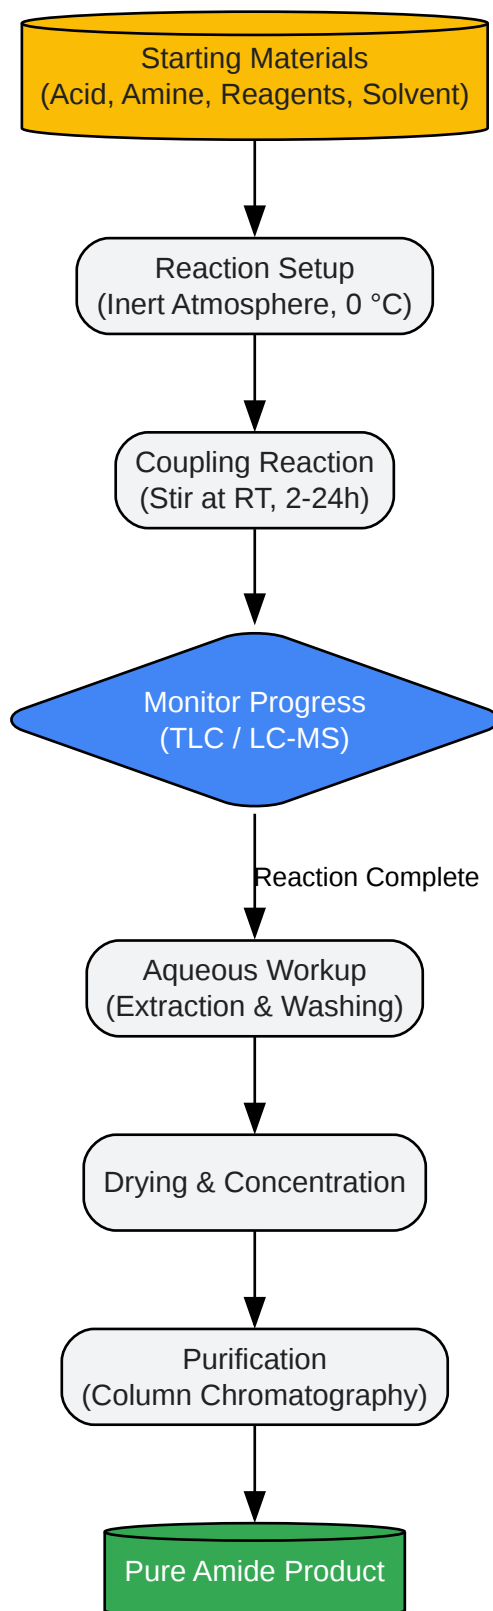 Starting Materials
(Acid, Amine, Reagents, Solvent)
Reaction Setup
(Inert Atmosphere, 0 °C)
Coupling Reaction
(Stir at RT, 2-24h)
Monitor Progress
(TLC / LC-MS)
Reaction Complete
Aqueous Workup
(Extraction & Washing)
Drying & Concentration
Purification
(Column Chromatography)
Pure Amide Product